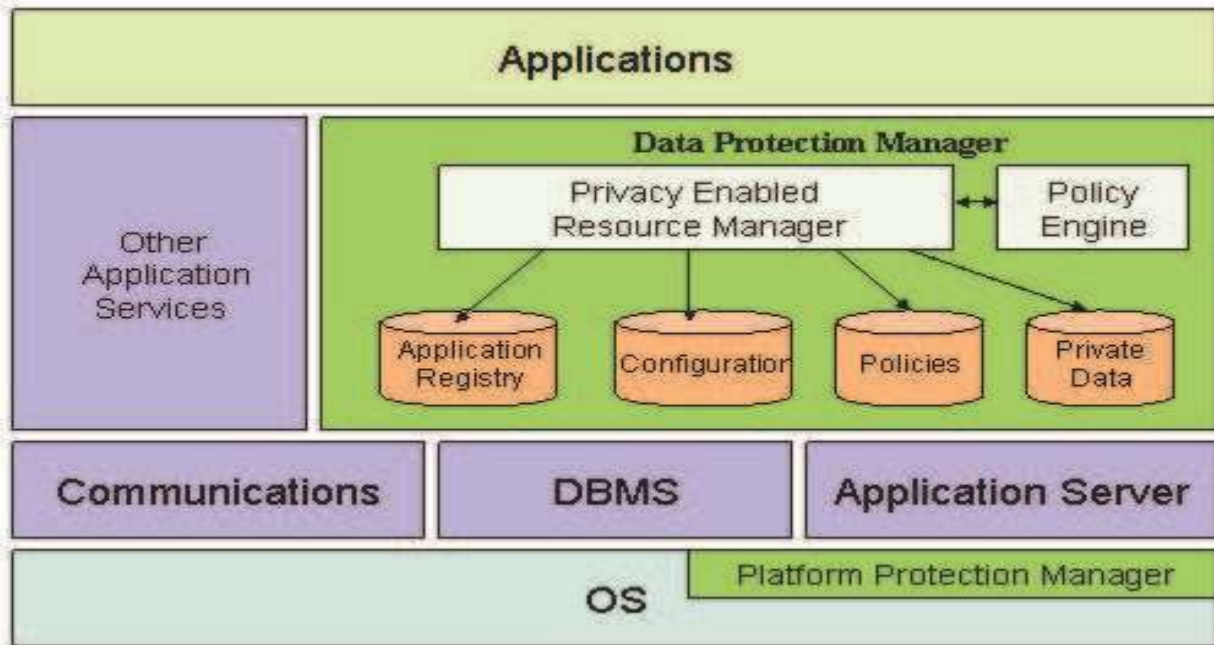 Applications
Data Protection Manager
Privacy Enabled
Resource Manager
Policy
Engine
Other
Application
Services
Application
Registry
Configuration
Policies
Private
Data
Communications
DBMS
Application Server
Platform Protection Manager
OS